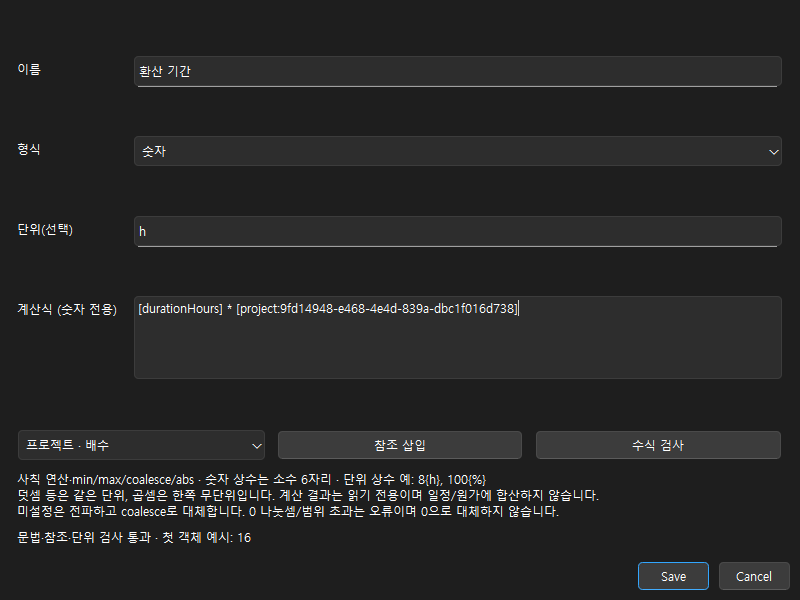 이름
환산 기간
형식
숫자
단위(선택)
h
계산식 (숫자 전용)
[durationHours] * [project:9fd14948-e468-4e4d-839a-dbc1f016d738]
프로젝트 · 배수
참조 삽입
수식 검사
사칙 연산·min/max/coalesce/abs · 숫자 상수는 소수 6자리 · 단위 상수 예: 8{h}, 100{%}
덧셈 등은 같은 단위, 곱셈은 한쪽 무단위입니다. 계산 결과는 읽기 전용이며 일정/원가에 합산하지 않습니다.
미설정은 전파하고 coalesce로 대체합니다. 0 나눗셈/범위 초과는 오류이며 0으로 대체하지 않습니다.
문법·참조·단위 검사 통과 · 첫 객체 예시: 16
Save
Cancel